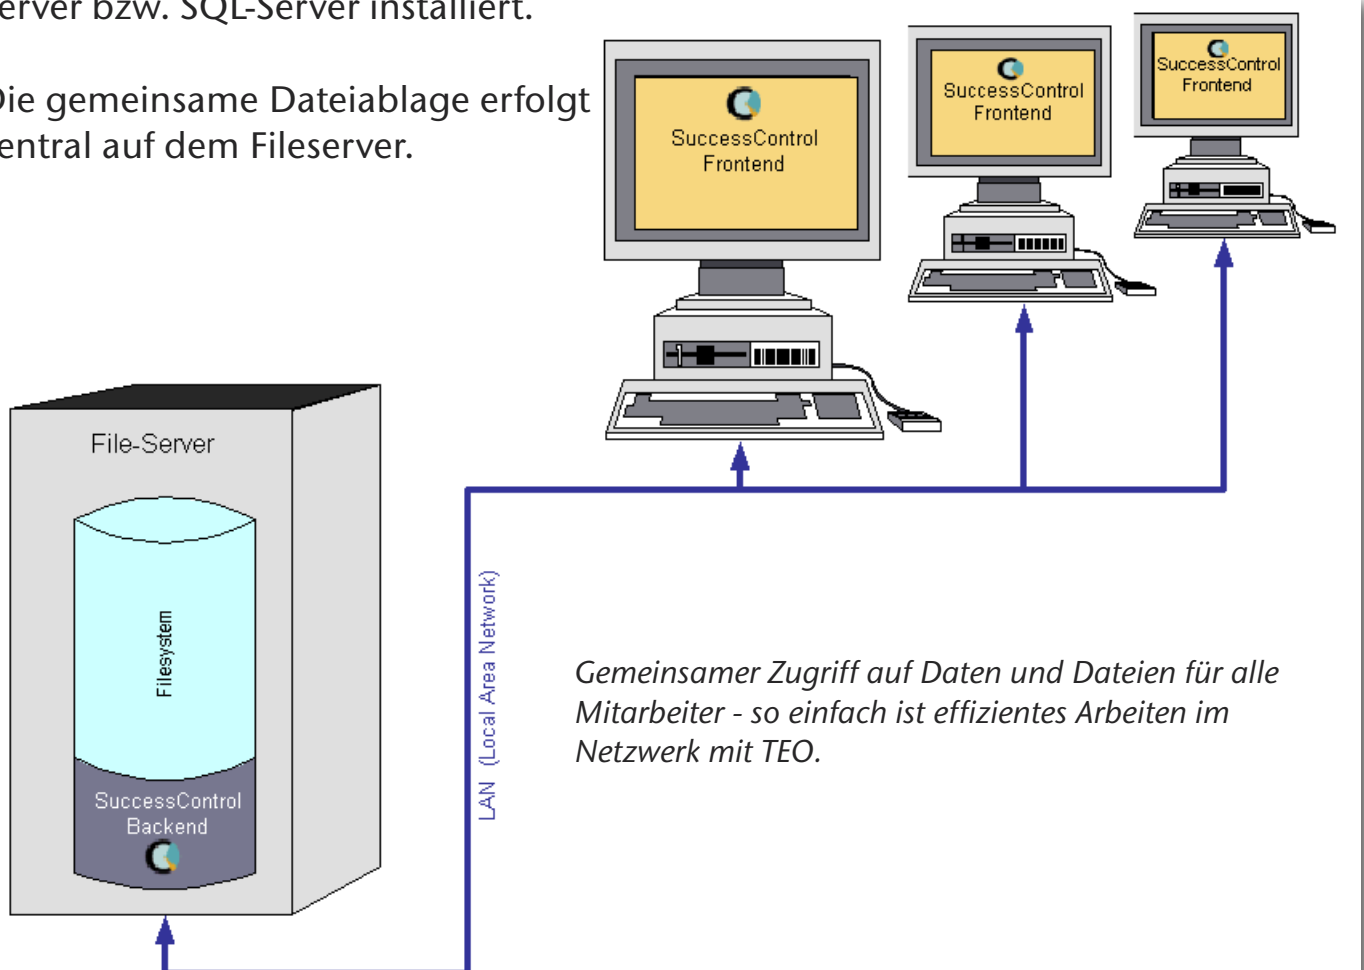 erver bzw. SQL-Server installiert.
Die gemeinsame Dateiablage erfolgt
entral auf dem Fileserver.
SuccessControl
Frontend
SuccessControl
Frontend
SuccessControl
Frontend
File-Server
Filesystem
SuccessControl
Backend
LAN (Local Area Network)
Gemeinsamer Zugriff auf Daten und Dateien für alle
Mitarbeiter - so einfach ist effizientes Arbeiten im
Netzwerk mit TEO.